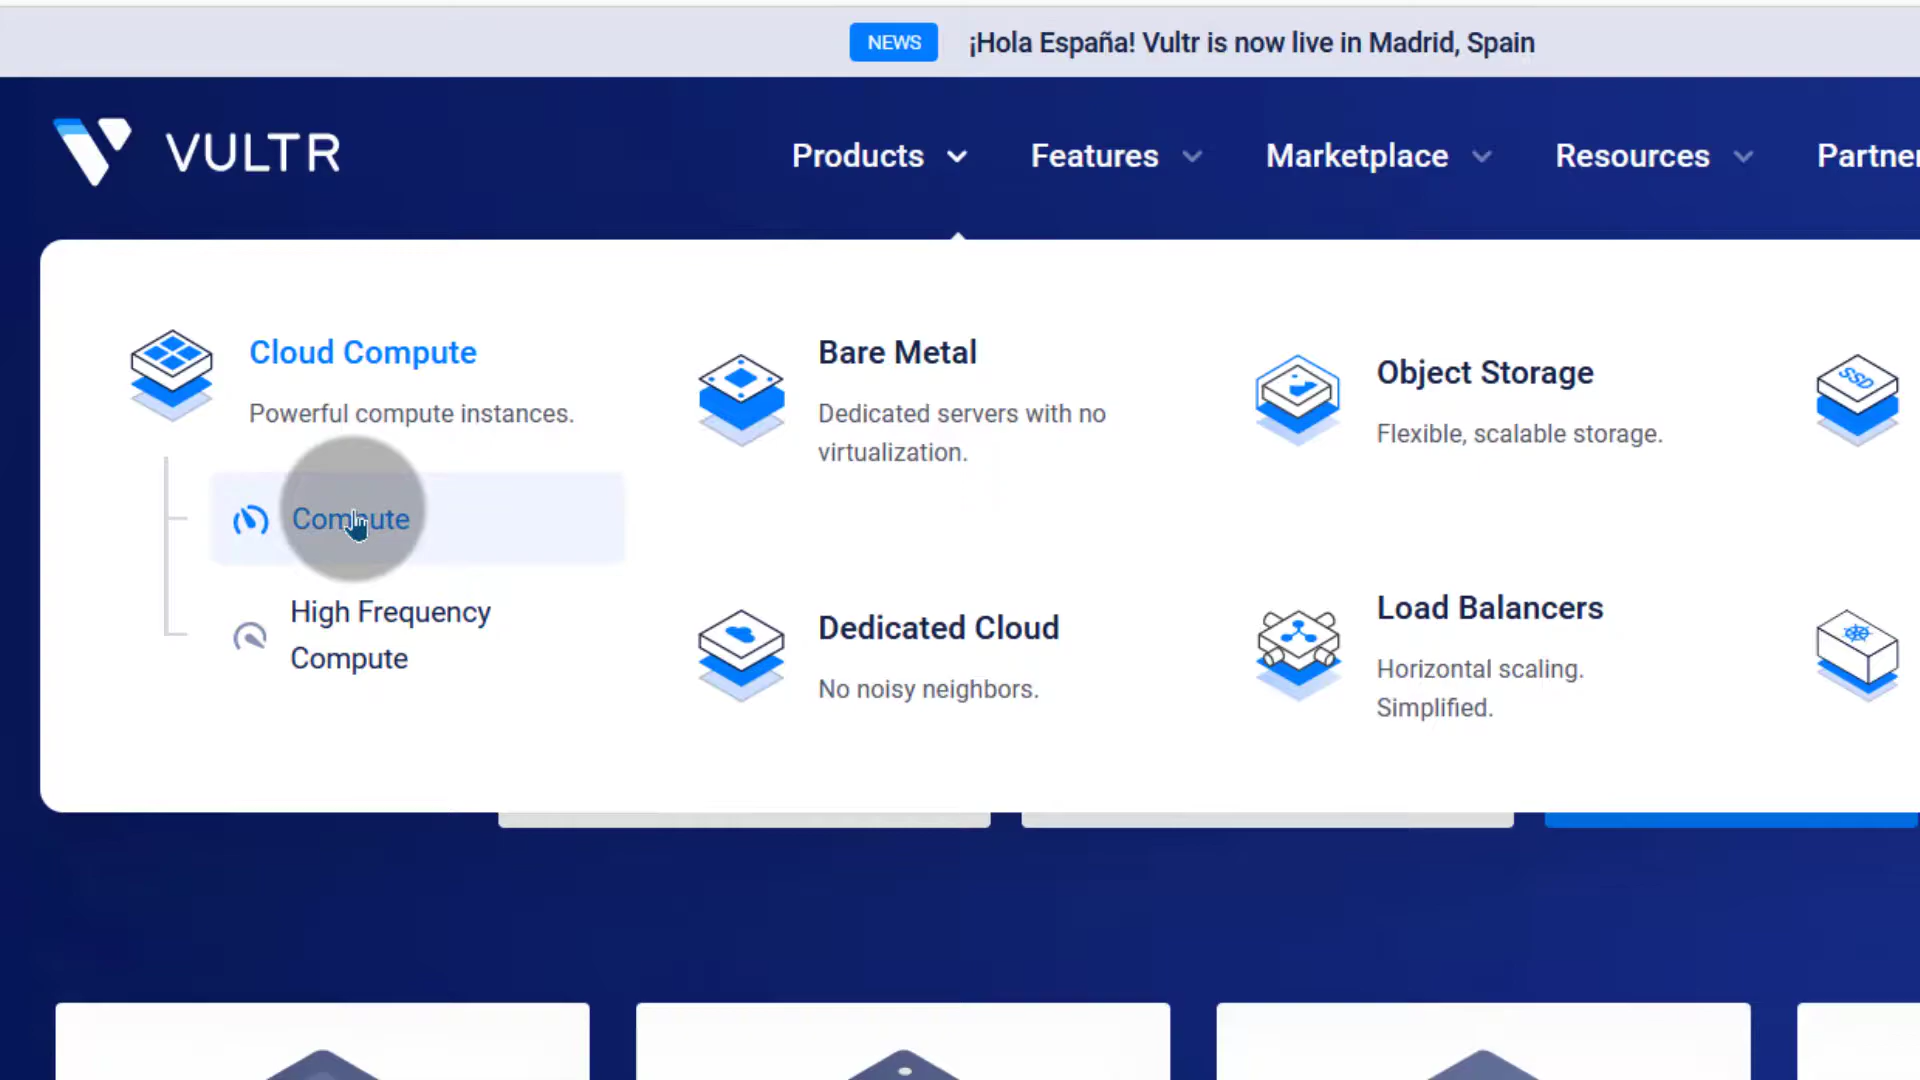 NEWS ¡Hola España! Vultr is now live in Madrid, Spain
VULTR
Products Features Marketplace Resources Partner
Cloud Compute
Powerful compute instances.
Compute
High Frequency
Compute
Bare Metal
Dedicated servers with no
virtualization.
Dedicated Cloud
No noisy neighbors.
Object Storage
Flexible, scalable storage.
Load Balancers
Horizontal scaling.
Simplified.
SSD